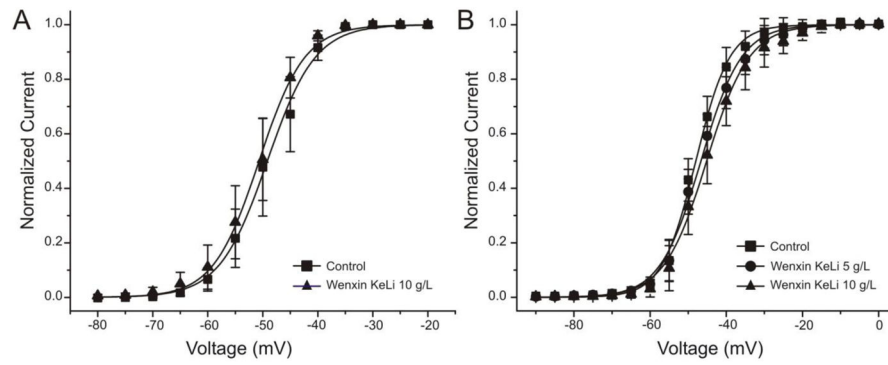 A
Normalized Current
1.0
0.8
0.6
0.4
0.2
0.0
-80
-70
-60
-50
-40
-30
-20
Voltage (mV)
Control
Wenxin KeLi 10 g/L
B
Normalized Current
1.0
0.8
0.6
0.4
0.2
0.0
-80
-60
-40
-20
0
Voltage (mV)
Control
Wenxin KeLi 5 g/L
Wenxin KeLi 10 g/L